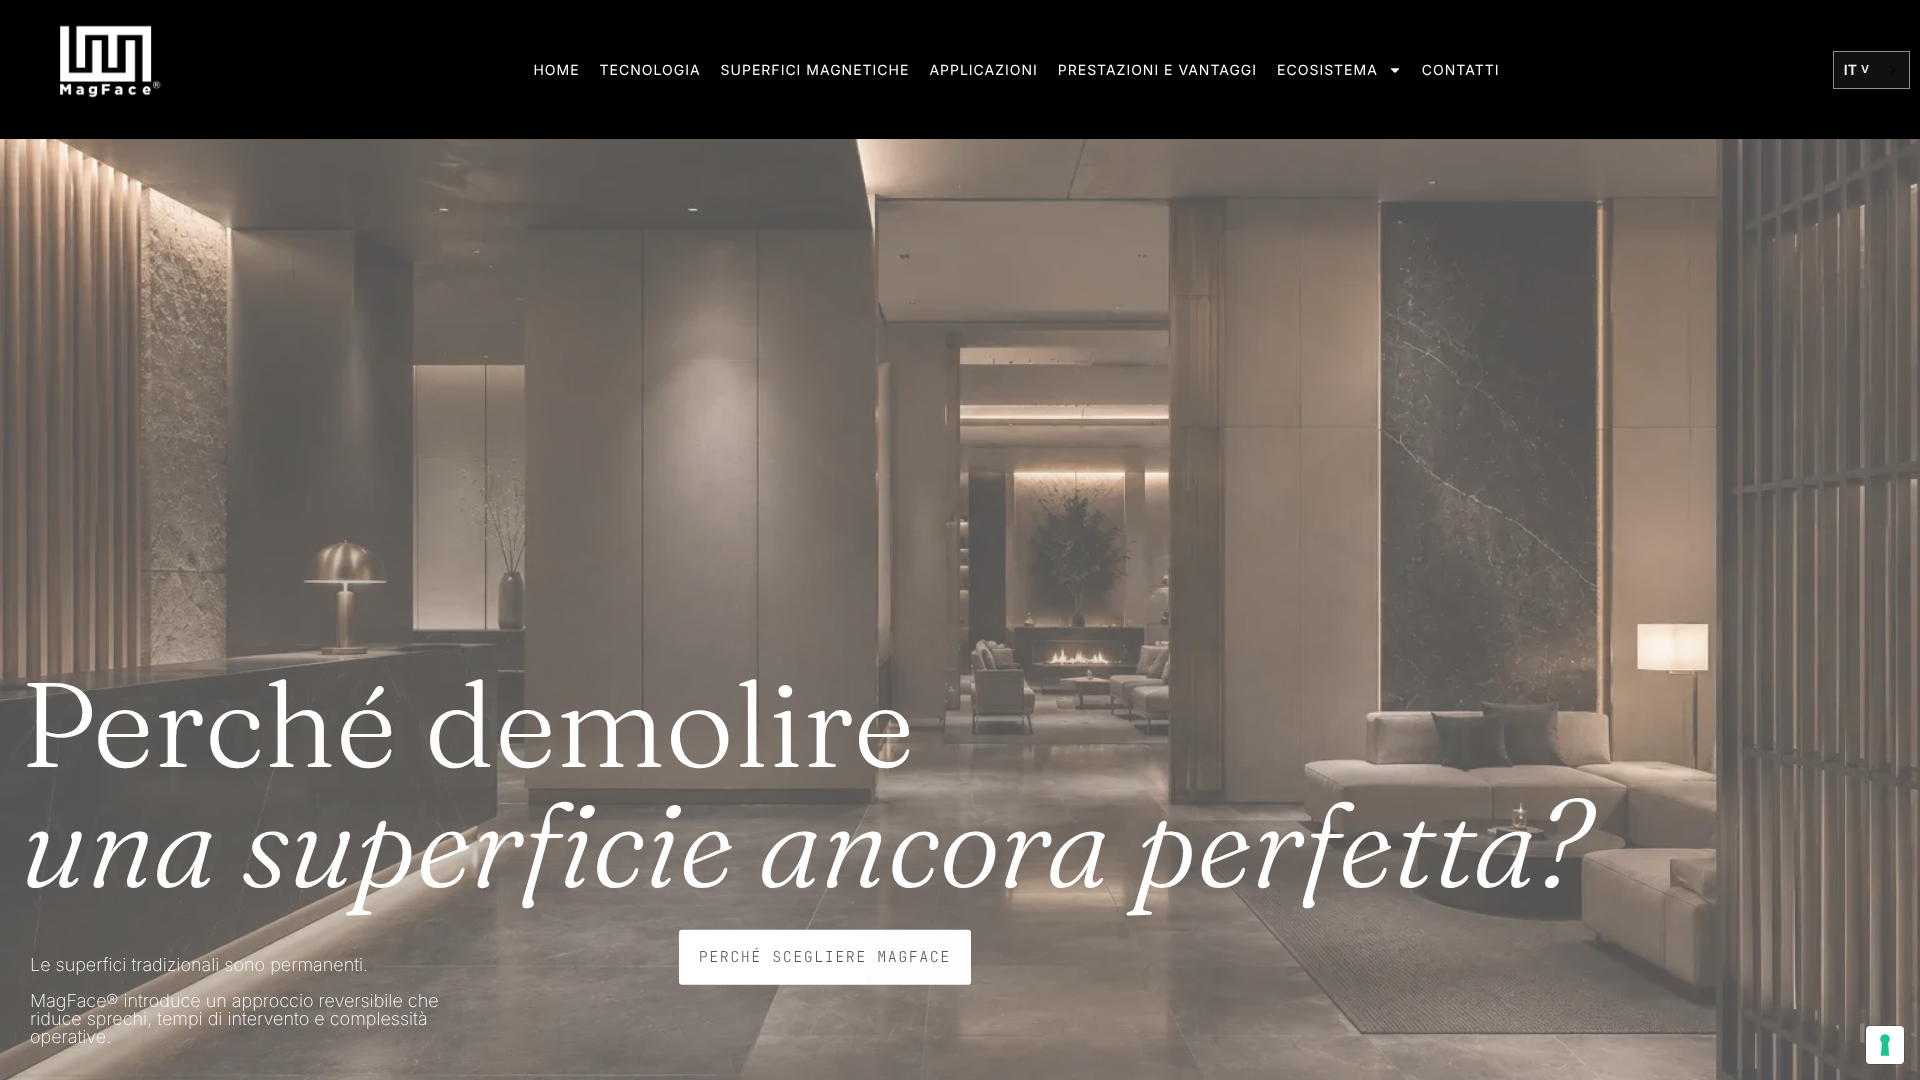 MagFace®
HOME TECNOLOGIA SUPERFICI MAGNETICHE APPLICAZIONI PRESTAZIONI E VANTAGGI ECOSISTEMA CONTATTI
IT V
Perché demolire
una superficie ancora perfetta?
PERCHÉ SCEGLIERE MAGFACE
Le superfici tradizionali sono permanenti.
MagFace® introduce un approccio reversibile che
riduce sprechi, tempi di intervento e complessità
operative.